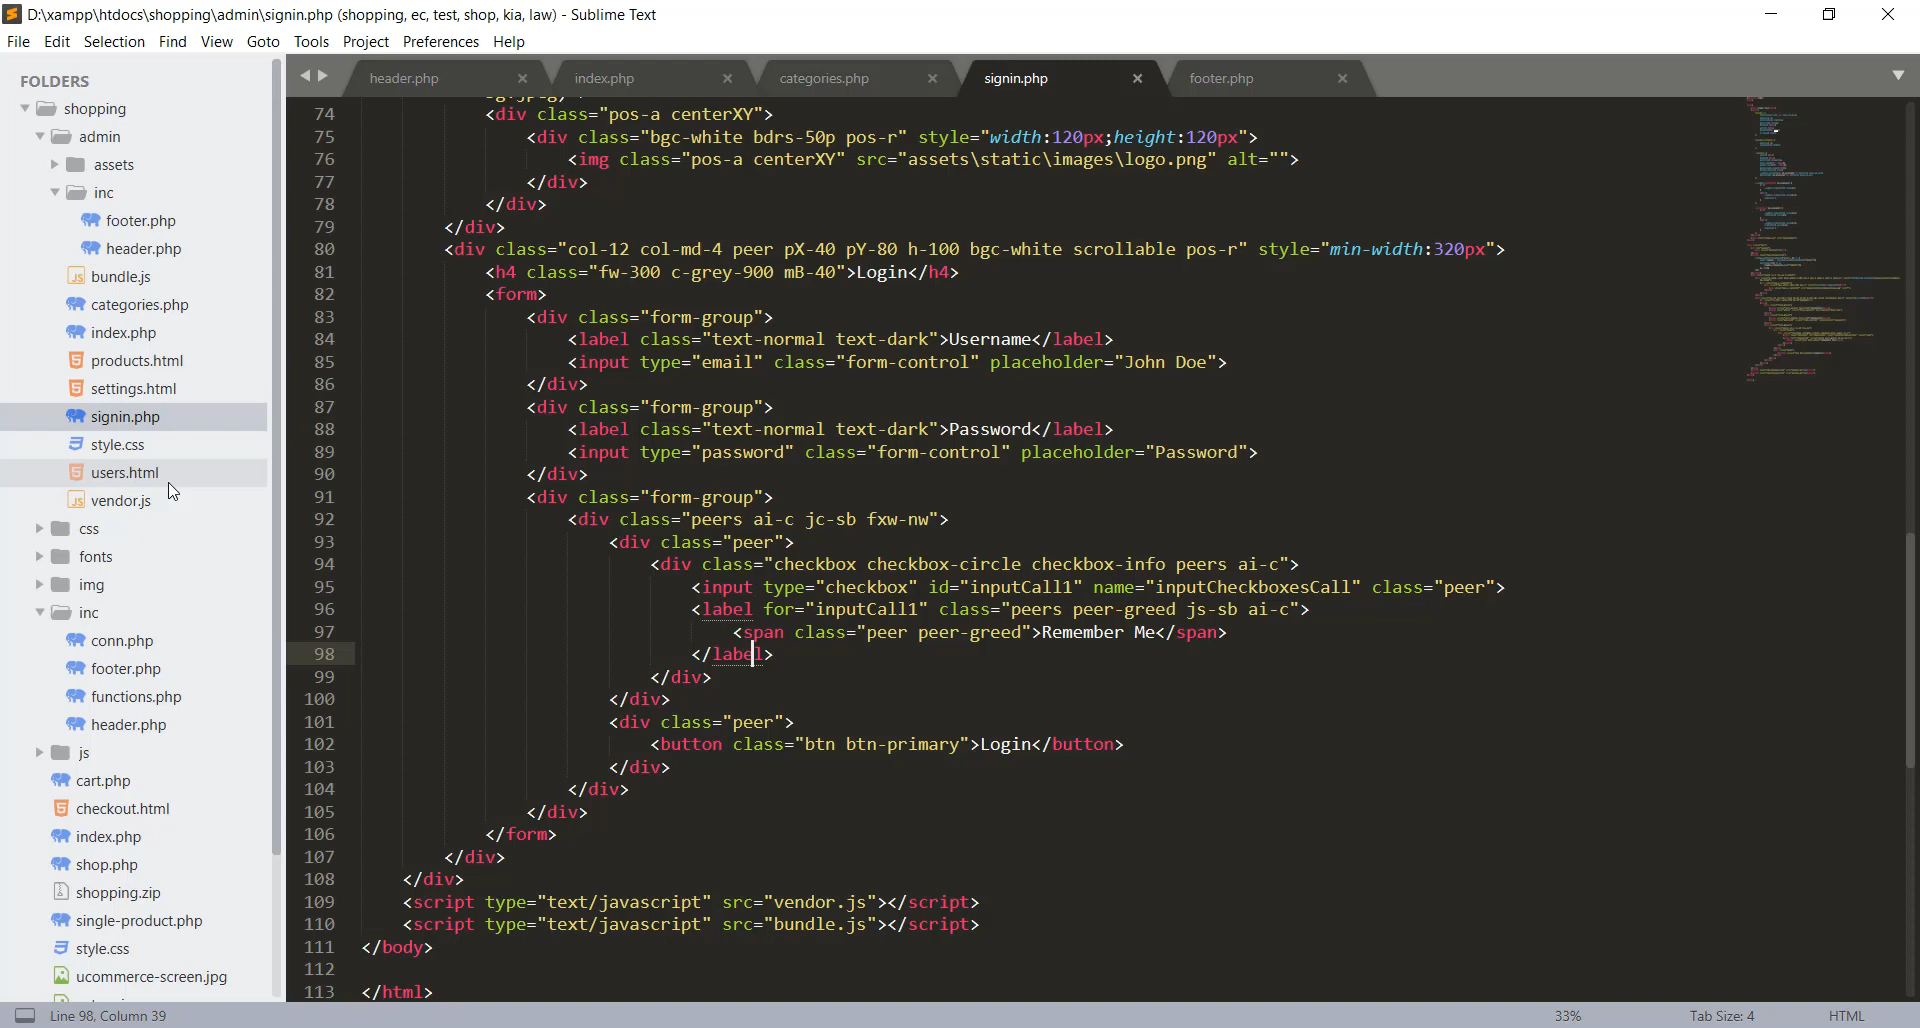 D:\xampp\htdocs\shopping\admin\signin.php (shopping, ec, test, shop, kia, law) - Sublime Text
File Edit Selection Find View Goto Tools Project Preferences Help
FOLDERS
shopping
admin
assets
inc
footer.php
header.php
bundle.js
categories.php
index.php
products.html
settings.html
signin.php
style.css
users.html
vendor.js
css
fonts
img
inc
conn.php
footer.php
functions.php
header.php
js
cart.php
checkout.html
index.php
shop.php
shopping.zip
single-product.php
style.css
ucommerce-screen.jpg
header.php index.php categories.php signin.php footer.php
74 <div class="pos-a centerXY">
75 <div class="bgc-white bdrs-50p pos-r" style="width:120px;height:120px">
76 <img class="pos-a centerXY" src="assets\static\images\logo.png" alt="">
77 </div>
78 </div>
79 </div>
80 <div class="col-12 col-md-4 peer pX-40 pY-80 h-100 bgc-white scrollable pos-r" style="min-width:320px">
81 <h4 class="fw-300 c-grey-900 mB-40">Login</h4>
82 <form>
83 <div class="form-group">
84 <label class="text-normal text-dark">Username</label>
85 <input type="email" class="form-control" placeholder="John Doe">
86 </div>
87 <div class="form-group">
88 <label class="text-normal text-dark">Password</label>
89 <input type="password" class="form-control" placeholder="Password">
90 </div>
91 <div class="form-group">
92 <div class="peers ai-c jc-sb fxw-nw">
93 <div class="peer">
94 <div class="checkbox checkbox-circle checkbox-info peers ai-c">
95 <input type="checkbox" id="inputCall1" name="inputCheckboxesCall" class="peer">
96 <label for="inputCall1" class="peers peer-greed js-sb ai-c">
97 <span class="peer peer-greed">Remember Me</span>
98 </label>
99 </div>
100 </div>
101 <div class="peer">
102 <button class="btn btn-primary">Login</button>
103 </div>
104 </div>
105 </div>
106 </form>
107 </div>
108 </div>
109 <script type="text/javascript" src="vendor.js"></script>
110 <script type="text/javascript" src="bundle.js"></script>
111 </body>
112
113 </html>
Line 98, Column 39 33% Tab Size: 4 HTML